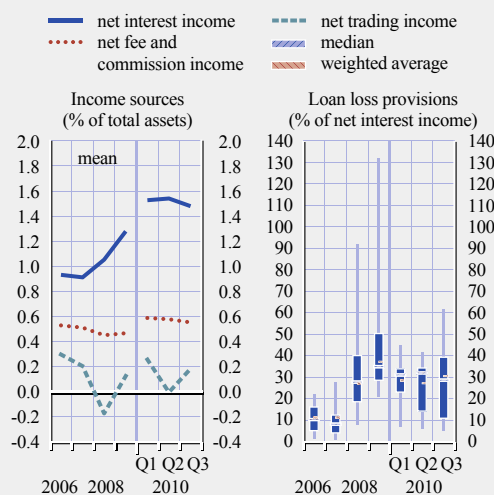 net interest income
net fee and
commission income
net trading income
median
weighted average
Income sources
(% of total assets)
mean
2.0 2.0
1.8 1.8
1.6 1.6
1.4 1.4
1.2 1.2
1.0 1.0
0.8 0.8
0.6 0.6
0.4 0.4
0.2 0.2
0.0 0.0
-0.2 -0.2
-0.4 -0.4
Q1 Q2 Q3
2006 2008 2010
Loan loss provisions
(% of net interest income)
140 140
130 130
120 120
110 110
100 100
90 90
80 80
70 70
60 60
50 50
40 40
30 30
20 20
10 10
0 0
Q1 Q2 Q3
2006 2008 2010